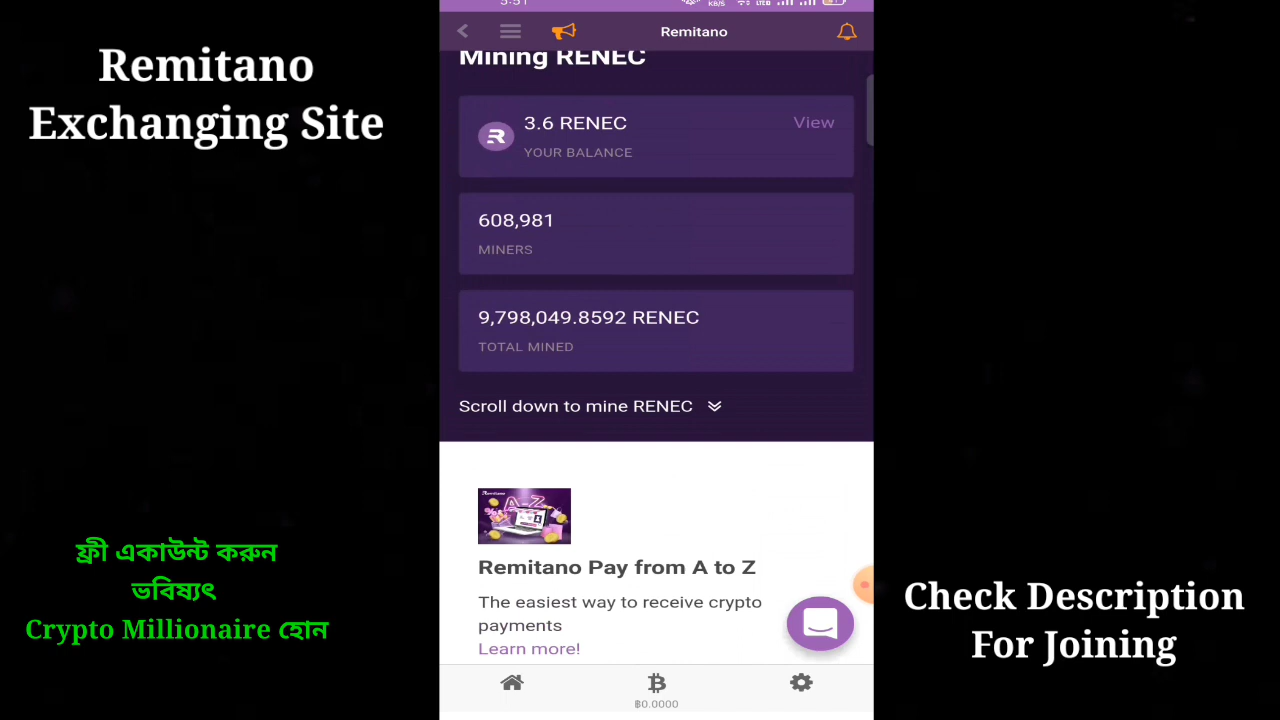 Remitano
Exchanging Site
Remitano
Mining RENEC
3.6 RENEC
View
YOUR BALANCE
608,981
MINERS
9,798,049.8592 RENEC
TOTAL MINED
Scroll down to mine RENEC
Remitano Pay from A to Z
The easiest way to receive crypto
payments
Learn more!
฿0.0000
ফ্রী একাউন্ট করুন
ভবিষ্যৎ
Crypto Millionaire হোন
Check Description
For Joining